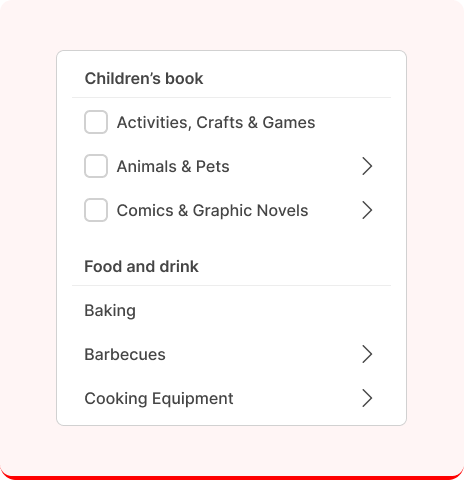 Children’s book
Activities, Crafts & Games
Animals & Pets
Comics & Graphic Novels
Food and drink
Baking
Barbecues
Cooking Equipment